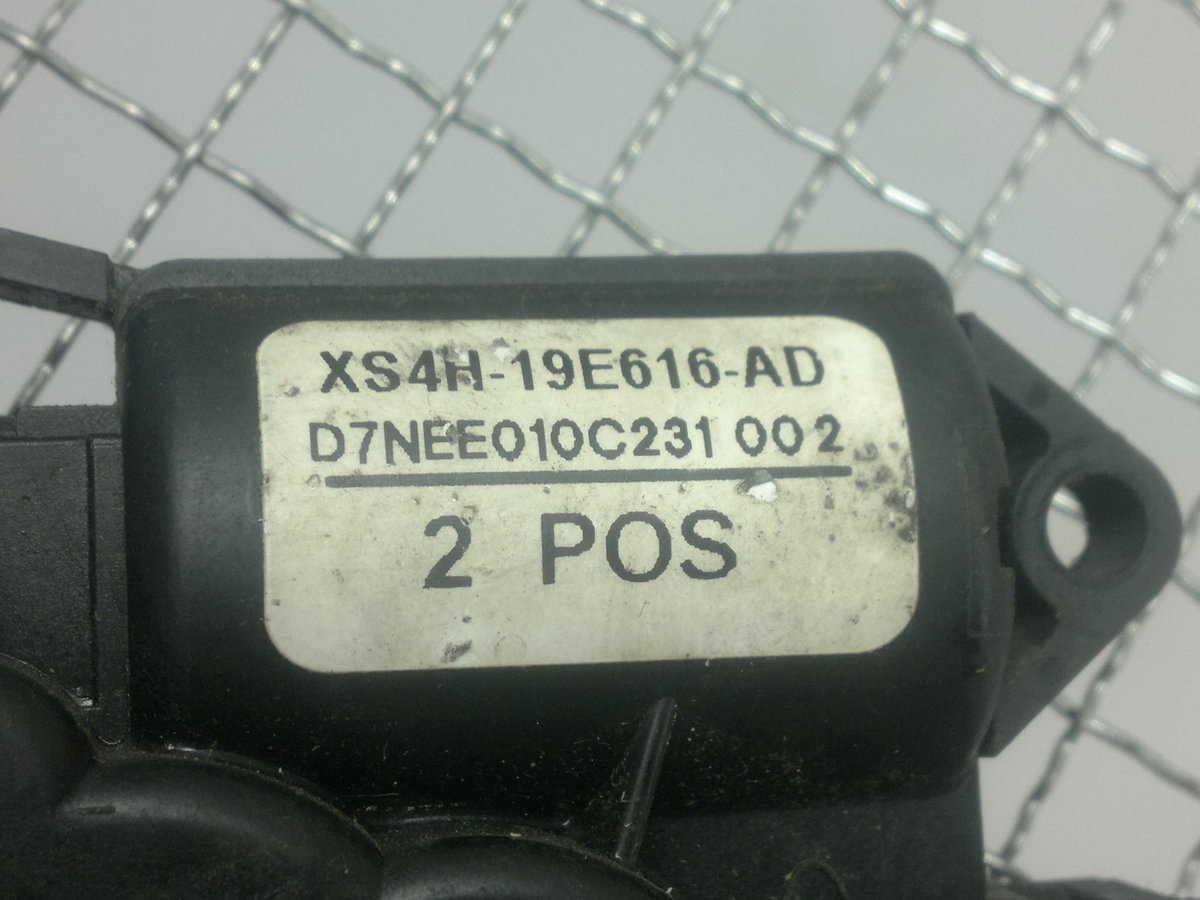 XS4H-19E616-AD
D7NEE010C231 002
2 POS